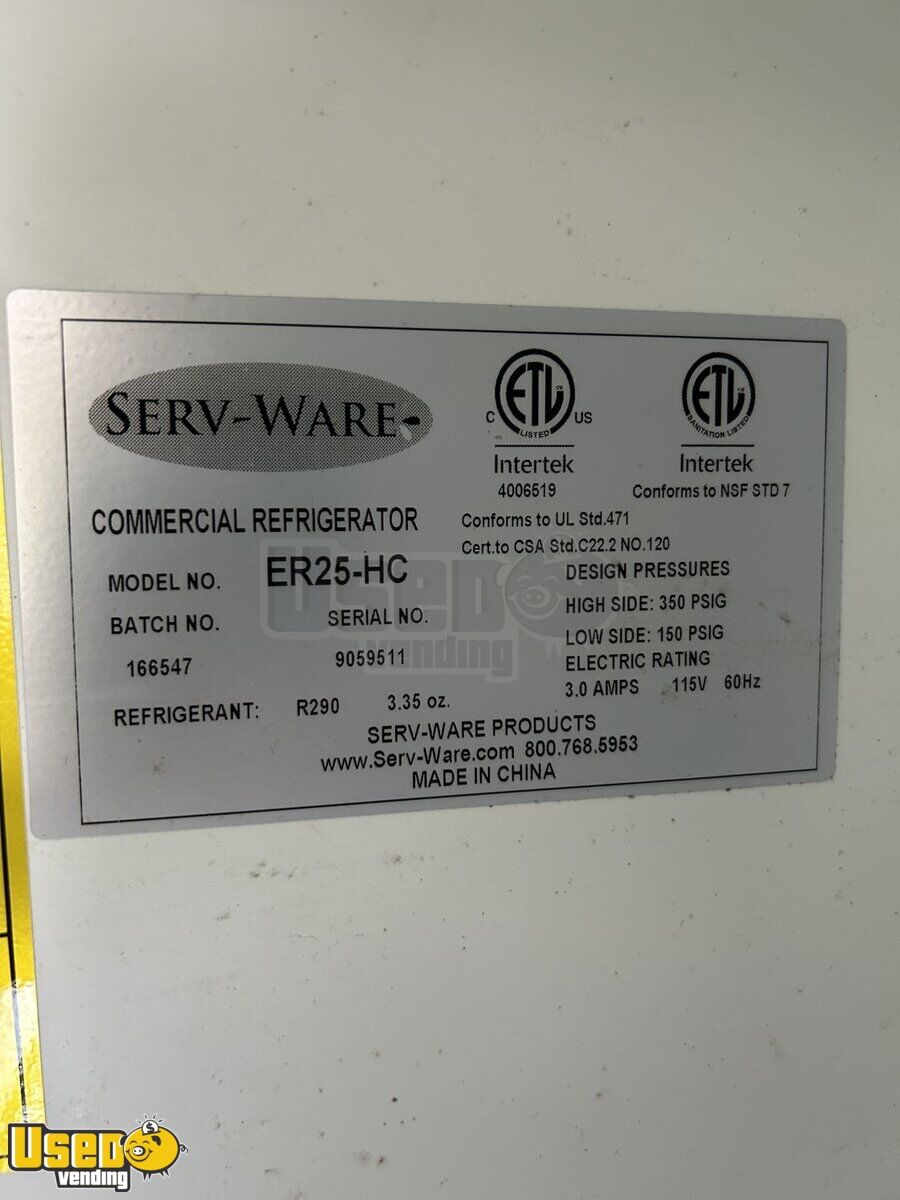 SERV-WARE
C ETL CM US
LISTED
Intertek
4006519
ETL CM
SANITATION LISTED
Intertek
Conforms to NSF STD 7
COMMERCIAL REFRIGERATOR
Conforms to UL Std.471
Cert.to CSA Std.C22.2 NO.120
MODEL NO. ER25-HC
DESIGN PRESSURES
HIGH SIDE: 350 PSIG
LOW SIDE: 150 PSIG
BATCH NO. SERIAL NO.
166547 9059511
ELECTRIC RATING
3.0 AMPS 115V 60Hz
REFRIGERANT: R290 3.35 oz.
SERV-WARE PRODUCTS
www.Serv-Ware.com 800.768.5953
MADE IN CHINA
USED
vending
USED
vending